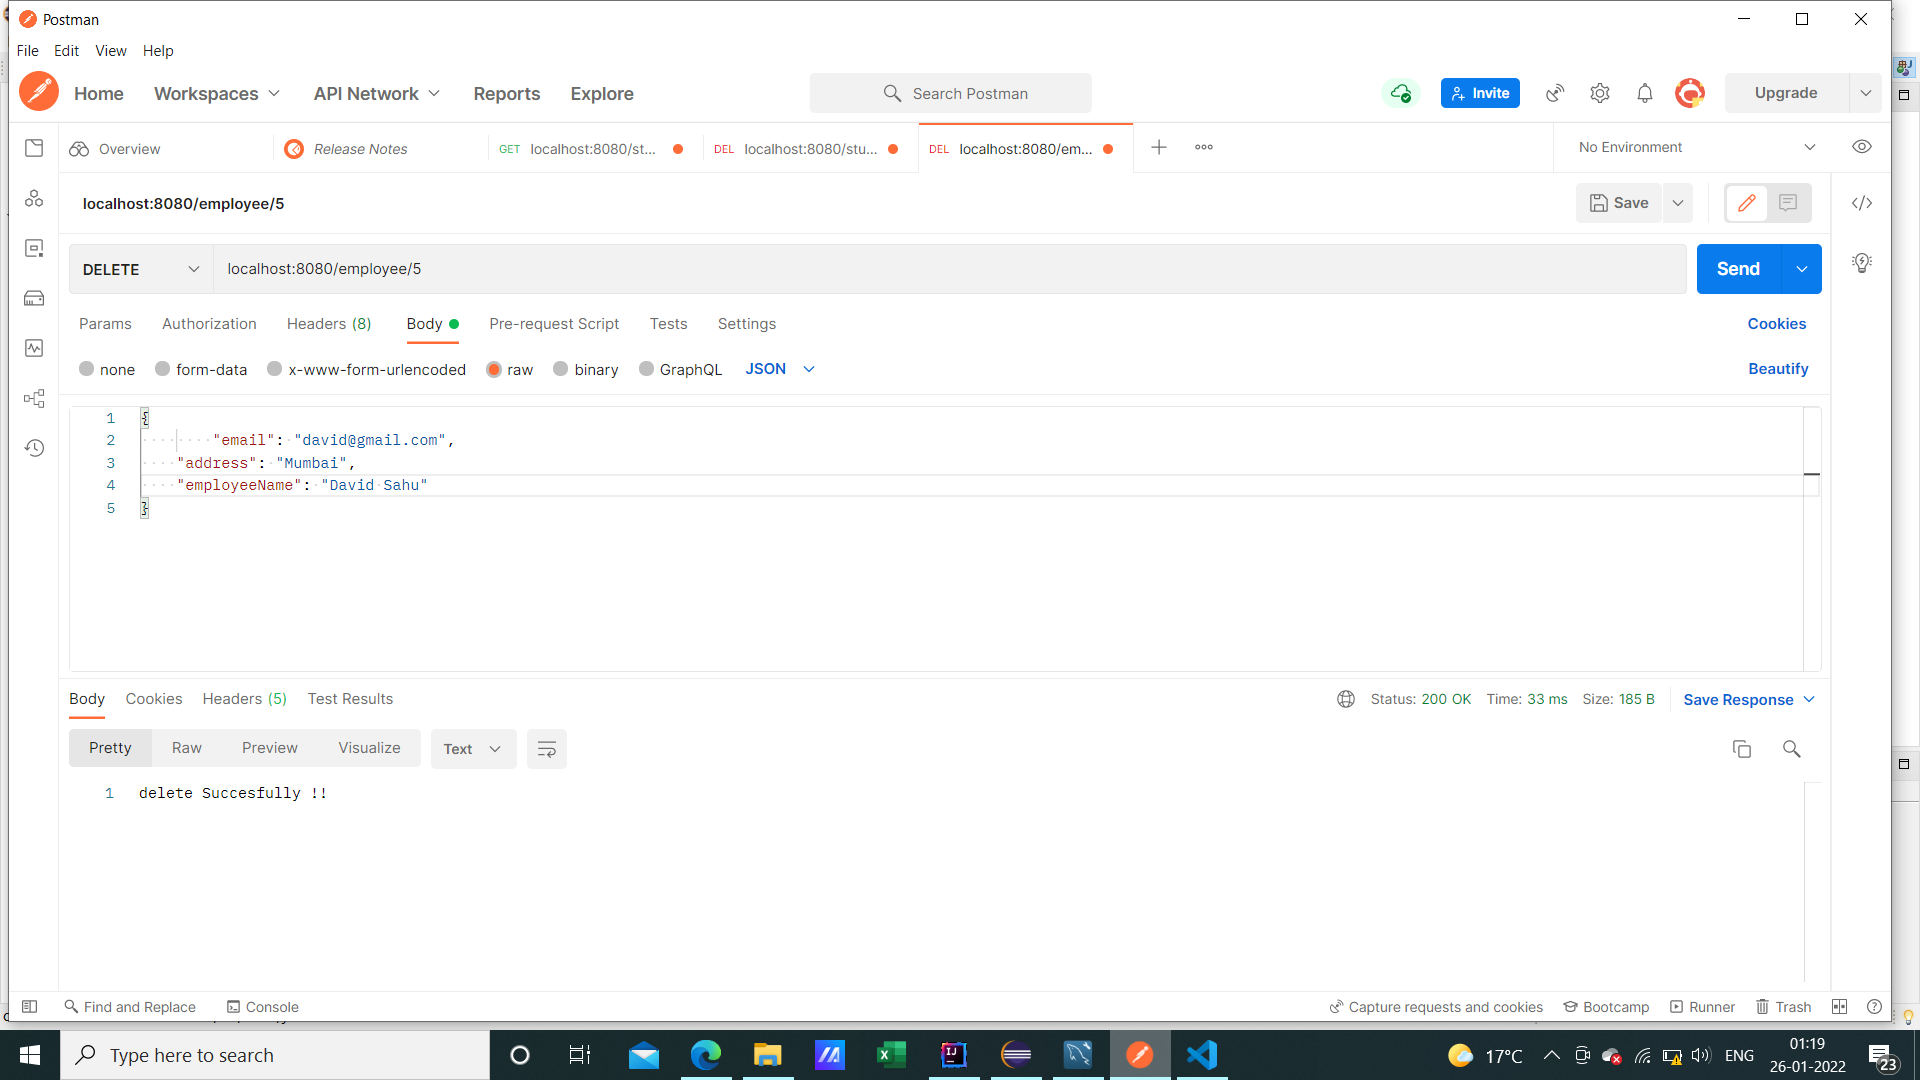 Postman
File Edit View Help
Home Workspaces API Network Reports Explore Search Postman Invite Upgrade
Overview Release Notes GET localhost:8080/st... DEL localhost:8080/stu... DEL localhost:8080/em... No Environment
localhost:8080/employee/5 Save
DELETE localhost:8080/employee/5 Send
Params Authorization Headers (8) Body Pre-request Script Tests Settings Cookies
none form-data x-www-form-urlencoded raw binary GraphQL JSON Beautify
1 {
2 "email": "david@gmail.com",
3 "address": "Mumbai",
4 "employeeName": "David Sahu"
5 }
Body Cookies Headers (5) Test Results Status: 200 OK Time: 33 ms Size: 185 B Save Response
Pretty Raw Preview Visualize Text
1 delete Succesfully !!
Find and Replace Console Capture requests and cookies Bootcamp Runner Trash
Type here to search 17°C ENG 01:19
26-01-2022 23